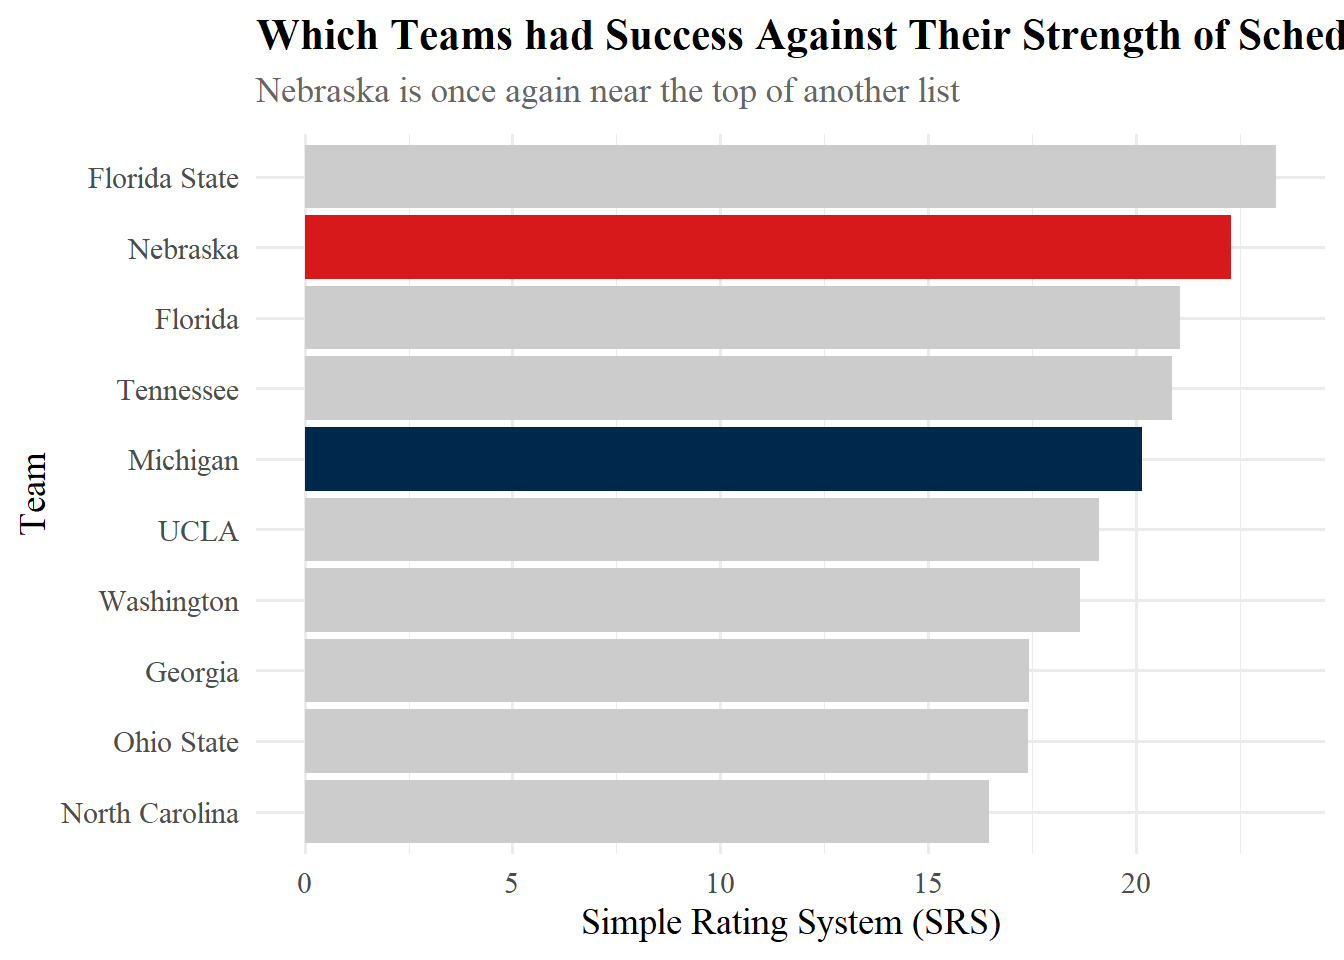 Which Teams had Success Against Their Strength of Sched
Nebraska is once again near the top of another list
Florida State
Nebraska
Florida
Tennessee
Michigan
UCLA
Washington
Georgia
Ohio State
North Carolina
Team
0 5 10 15 20
Simple Rating System (SRS)